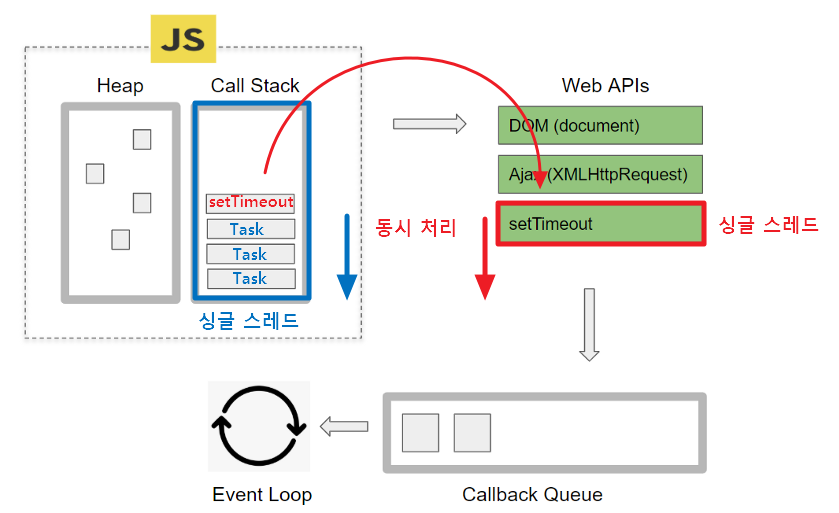 JS
Heap
Call Stack
setTimeout
Task
Task
Task
싱글 스레드
동시 처리
Web APIs
DOM (document)
Ajax (XMLHttpRequest)
setTimeout
싱글 스레드
Event Loop
Callback Queue